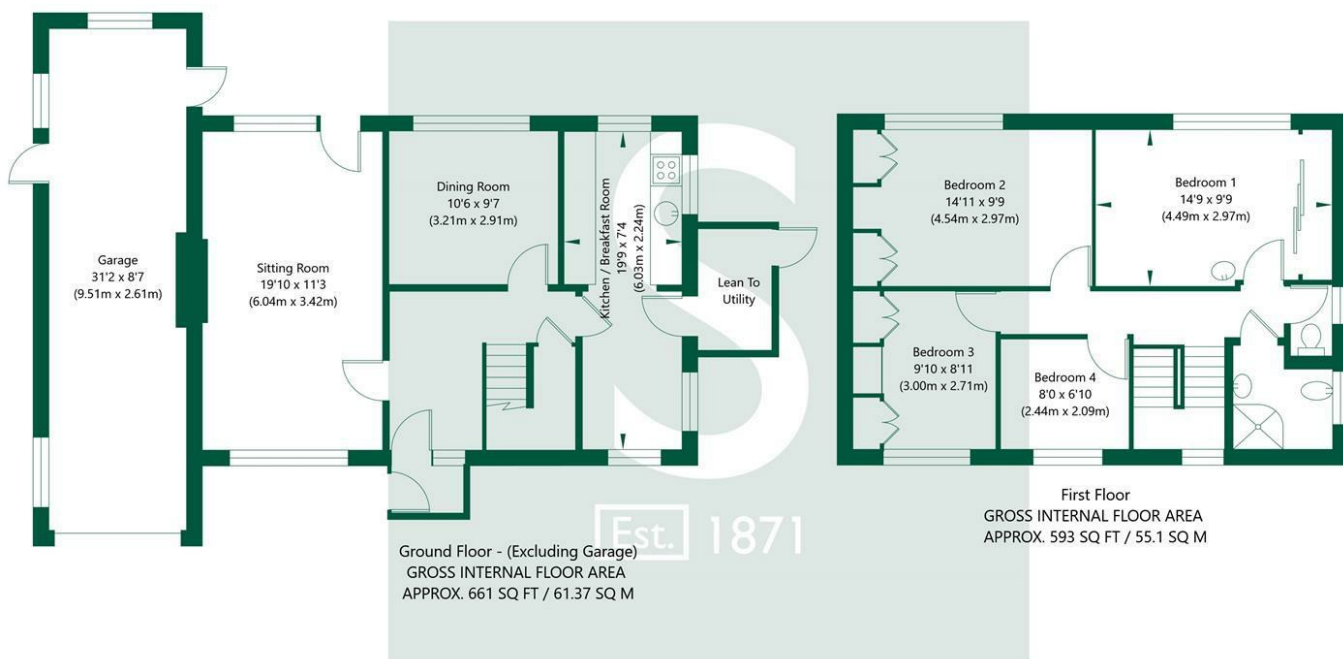 Garage
31'2 x 8'7
(9.51m x 2.61m)
Sitting Room
19'10 x 11'3
(6.04m x 3.42m)
Dining Room
10'6 x 9'7
(3.21m x 2.91m)
Kitchen / Breakfast Room
19'9 x 7'4
(6.03m x 2.24m)
Lean To
Utility
Ground Floor - (Excluding Garage)
GROSS INTERNAL FLOOR AREA
APPROX. 661 SQ FT / 61.37 SQ M
Bedroom 2
14'11 x 9'9
(4.54m x 2.97m)
Bedroom 1
14'9 x 9'9
(4.49m x 2.97m)
Bedroom 3
9'10 x 8'11
(3.00m x 2.71m)
Bedroom 4
8'0 x 6'10
(2.44m x 2.09m)
First Floor
GROSS INTERNAL FLOOR AREA
APPROX. 593 SQ FT / 55.1 SQ M
S
Est. 1871